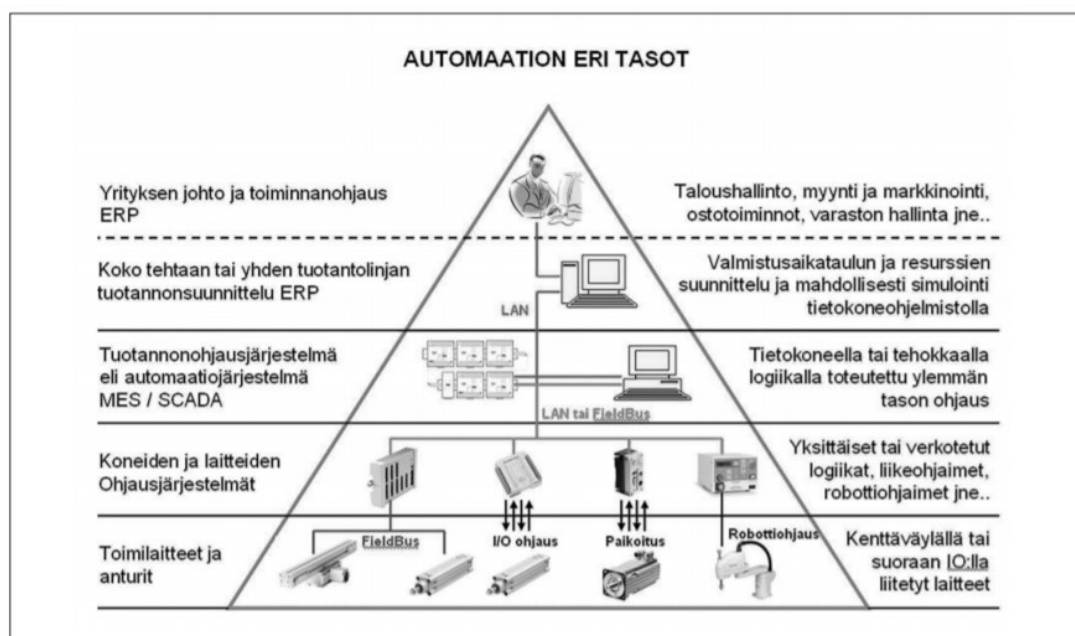 AUTOMAATION ERI TASOT
Yrityksen johto ja toiminnanohjaus
ERP
Taloushallinto, myynti ja markkinointi,
ostotoiminnot, varaston hallinta jne..
Koko tehtaan tai yhden tuotantolinjan
tuotannonsuunnittelu ERP
Valmistusaikataulun ja resurssien
suunnittelu ja mahdollisesti simulointi
tietokoneohjelmistolla
LAN
Tuotannonohjausjärjestelmä
eli automaatiojärjestelmä
MES / SCADA
Tietokoneella tai tehokkaalla
logiikalla toteutettu ylemmän
tason ohjaus
LAN tai FieldBus
Koneiden ja laitteiden
Ohjausjärjestelmät
Yksittäiset tai verkotetut
logiikat, liikeohjaimet,
robottiohjaimet jne..
Toimilaitteet ja
anturit
FieldBus
I/O ohjaus
Paikoitus
Robottiohjaus
Kenttäväylällä tai
suoraan IO:lla
liitetyt laitteet